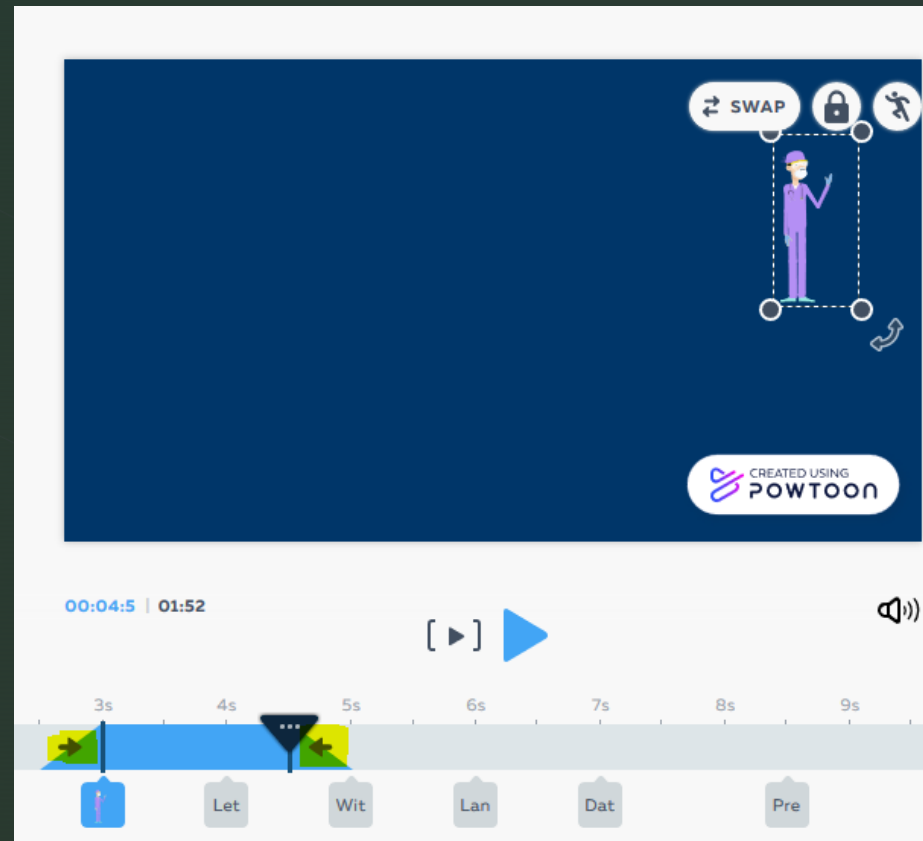 SWAP
CREATED USING
POWTOON
00:04:5 | 01:52
3s 4s 5s 6s 7s 8s 9s
Let Wit Lan Dat Pre